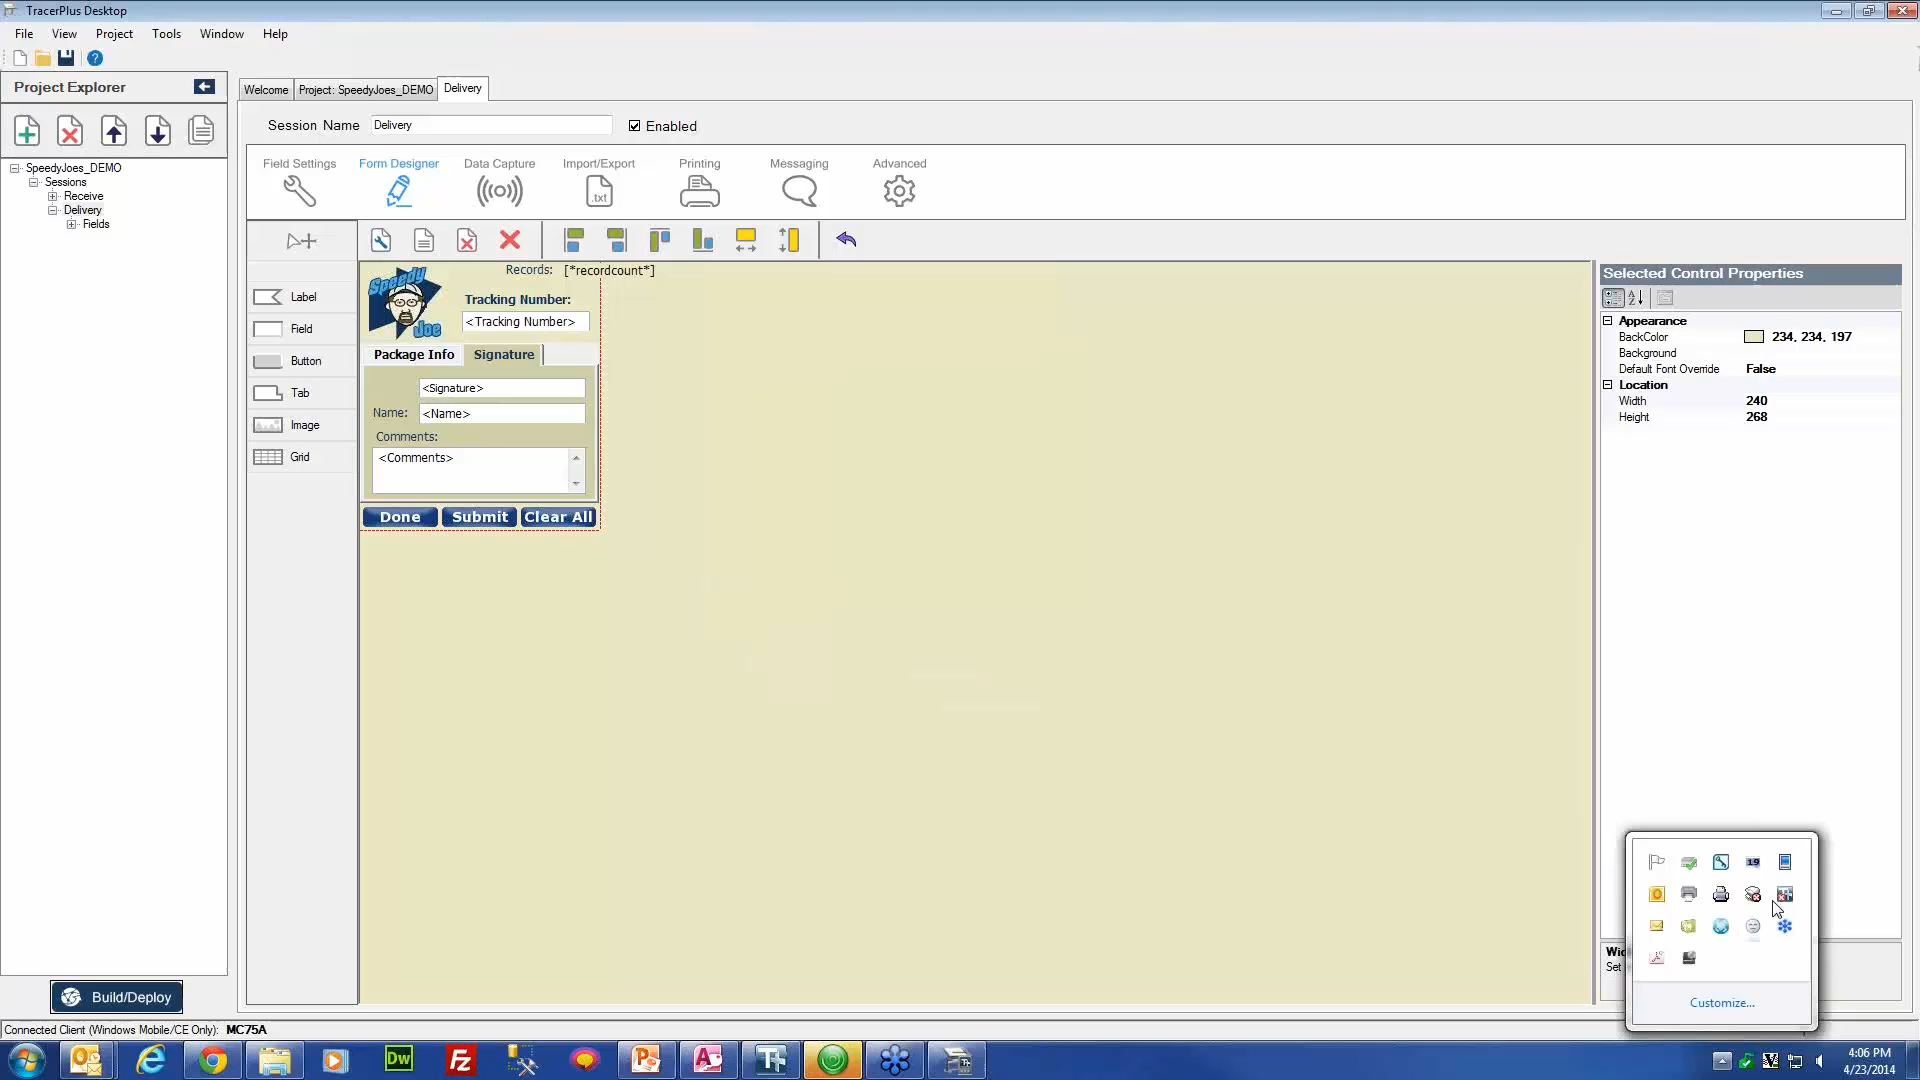 TracerPlus Desktop
File View Project Tools Window Help
Project Explorer
Welcome
Project: SpeedyJoes_DEMO
Delivery
Session Name
Delivery
Enabled
Field Settings
Form Designer
Data Capture
Import/Export
Printing
Messaging
Advanced
.txt
SpeedyJoes_DEMO
Sessions
Receive
Delivery
Fields
Label
Field
Button
Tab
Image
Grid
Records: [*recordcount*]
Speedy
Joe
Tracking Number:
<Tracking Number>
Package Info
Signature
<Signature>
Name: <Name>
Comments:
<Comments>
Done
Submit
Clear All
Selected Control Properties
Appearance
BackColor 234, 234, 197
Background
Default Font Override False
Location
Width 240
Height 268
Wid
Set
19
Customize...
Build/Deploy
Connected Client (Windows Mobile/CE Only): MC75A
Dw
Fz
4:06 PM
4/23/2014